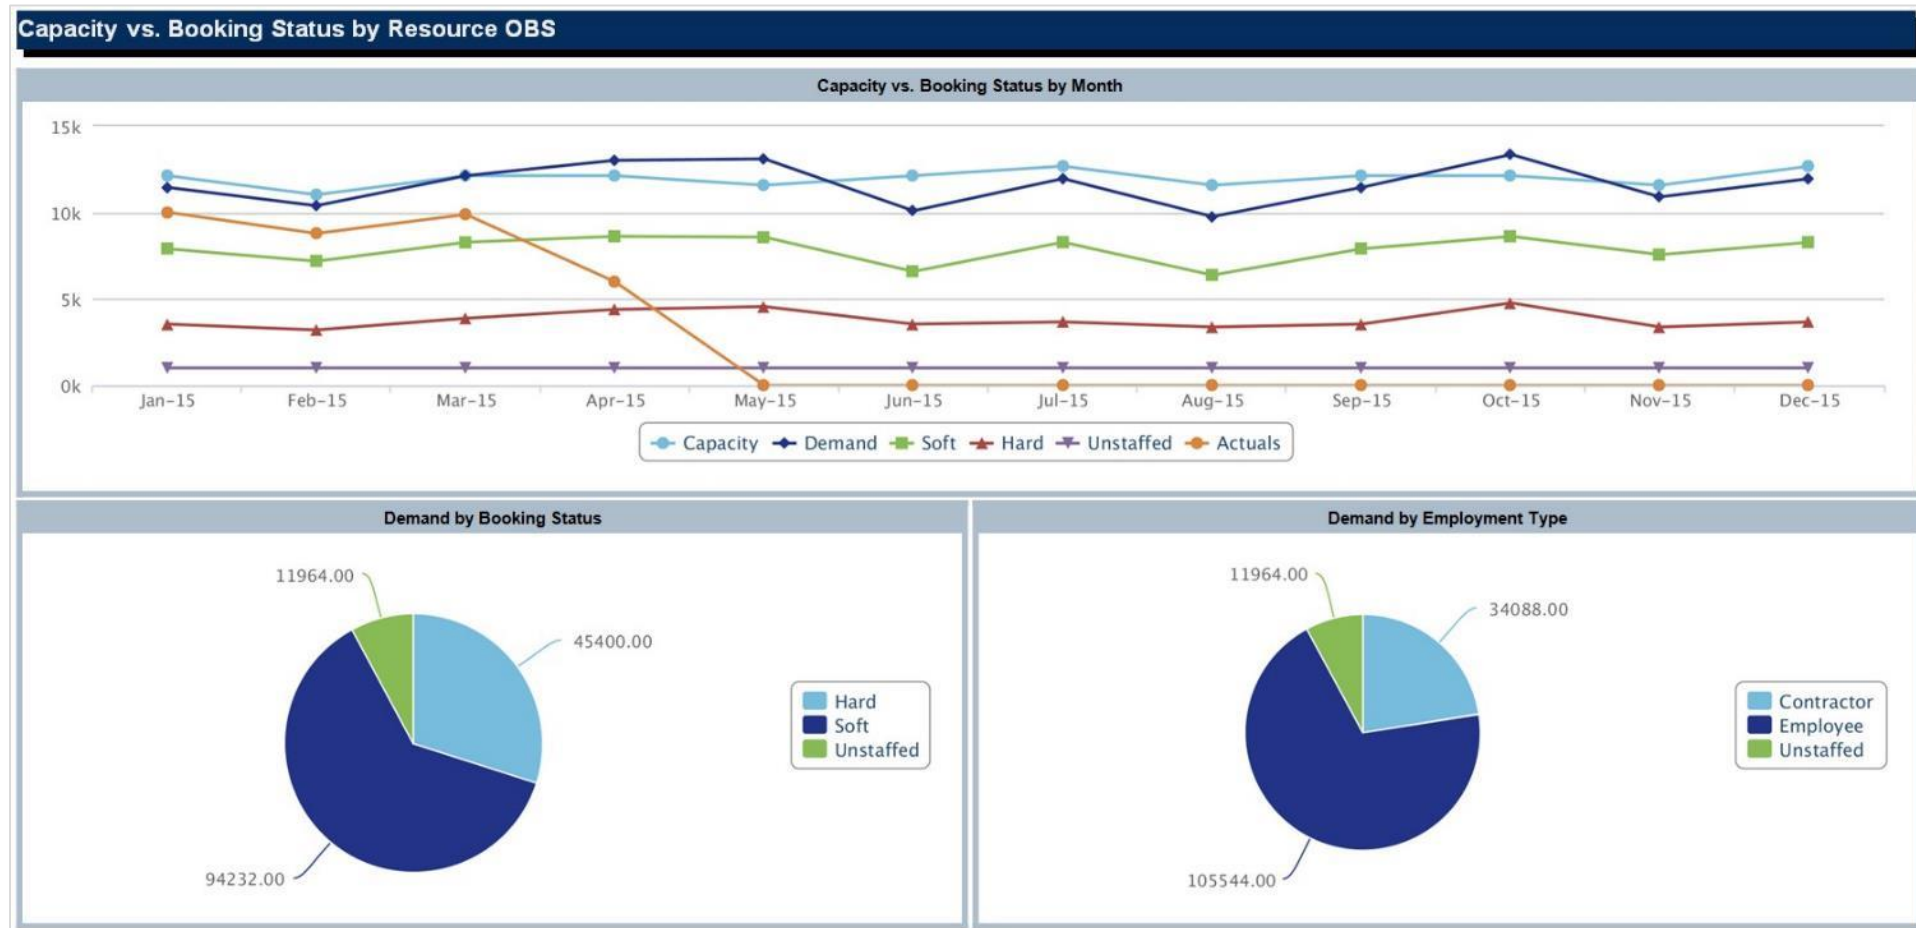 Capacity vs. Booking Status by Resource OBS
Capacity vs. Booking Status by Month
15k
10k
5k
0k
Jan-15 Feb-15 Mar-15 Apr-15 May-15 Jun-15 Jul-15 Aug-15 Sep-15 Oct-15 Nov-15 Dec-15
Capacity Demand Soft Hard Unstaffed Actuals
Demand by Booking Status
11964.00
45400.00
94232.00
Hard
Soft
Unstaffed
Demand by Employment Type
11964.00
34088.00
105544.00
Contractor
Employee
Unstaffed